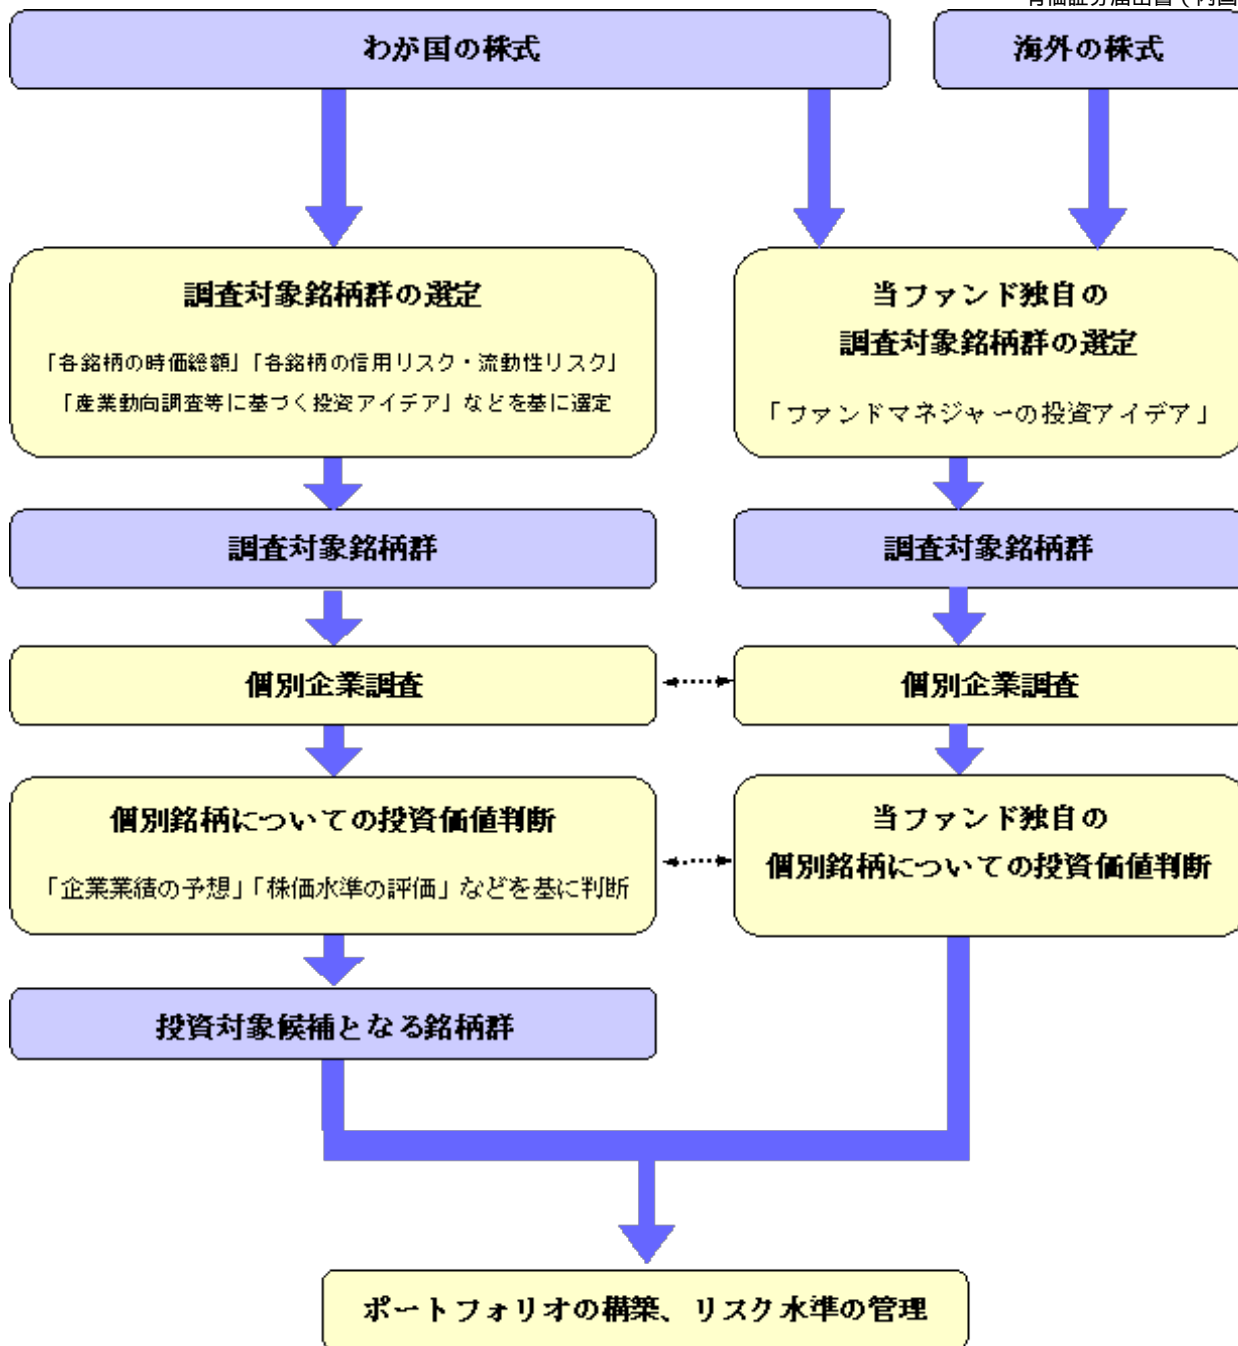 わが国の株式
海外の株式
調査対象銘柄群の選定
「各銘柄の時価総額」「各銘柄の信用リスク・流動性リスク」
「産業動向調査等に基づく投資アイデア」などを基に選定
当ファンド独自の
調査対象銘柄群の選定
「ファンドマネジャーの投資アイデア」
調査対象銘柄群
調査対象銘柄群
個別企業調査
個別企業調査
個別銘柄についての投資価値判断
「企業業績の予想」「株価水準の評価」などを基に判断
当ファンド独自の
個別銘柄についての投資価値判断
投資対象候補となる銘柄群
ポートフォリオの構築、リスク水準の管理